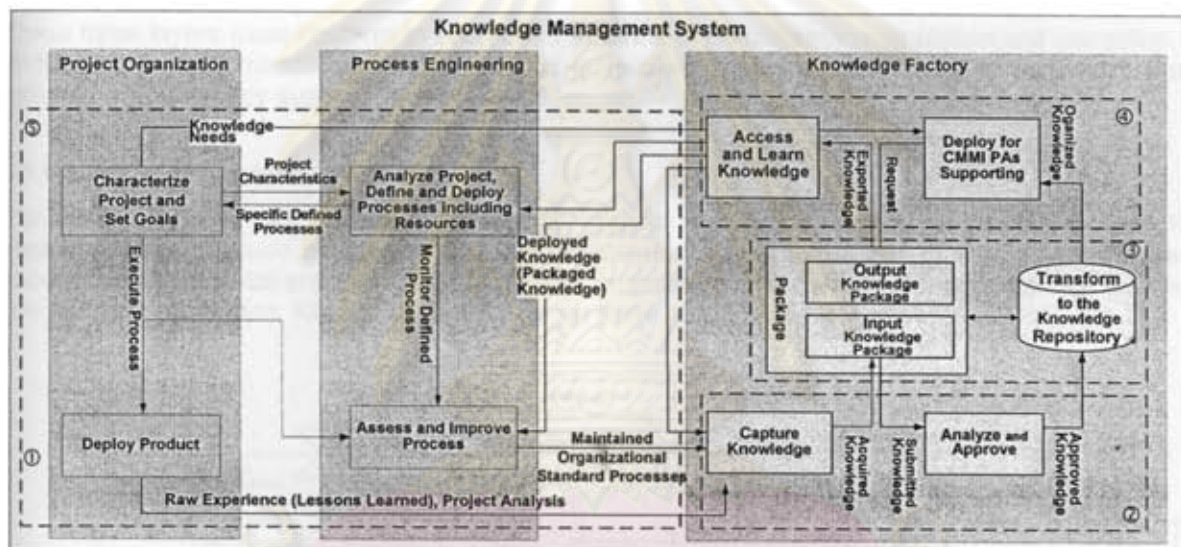 Knowledge Management System
Project Organization
Process Engineering
Knowledge Factory
⑤
Knowledge
Needs
Characterize
Project and
Set Goals
Project
Characteristics
Specific Defined
Processes
Analyze Project,
Define and Deploy
Processes including
Resources
Execute Process
Monitor Defined
Process
Deployed
Knowledge
(Packaged
Knowledge)
Deploy Product
Assess and Improve
Process
Maintained
Organizational
Standard Processes
①
Raw Experience (Lessons Learned), Project Analysis
Access
and Learn
Knowledge
Deploy for
CMMI PAs
Supporting
④
Exported
Knowledge
Request
Oganized
Knowledge
③
Package
Output
Knowledge
Package
Input
Knowledge
Package
Transform
to the
Knowledge
Repository
Capture
Knowledge
Acquired
Knowledge
Submitted
Knowledge
Analyze and
Approve
Approved
Knowledge
②